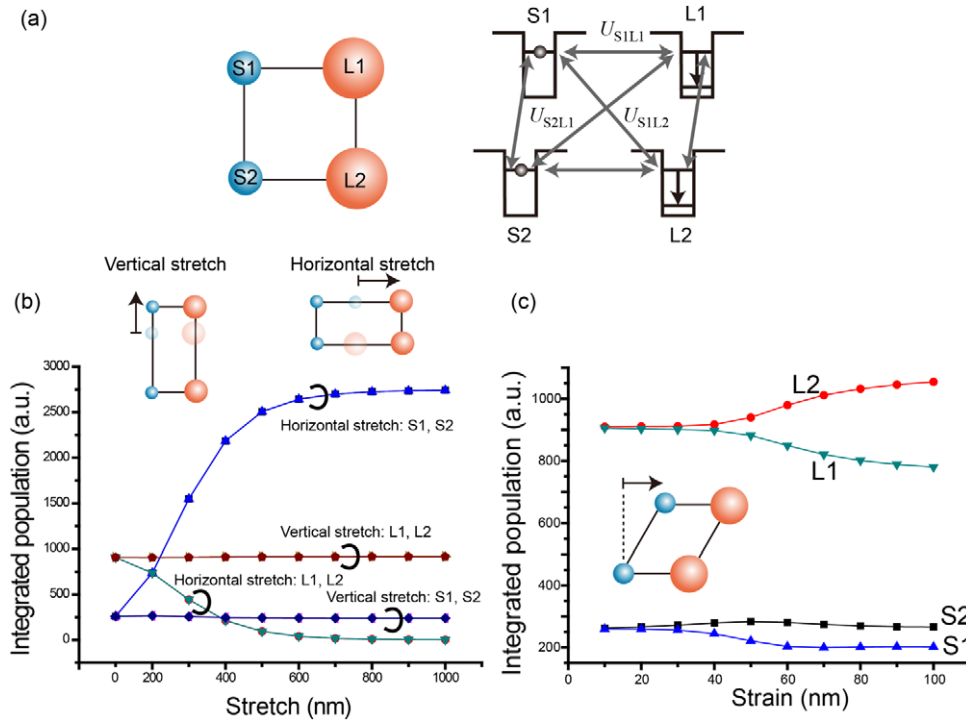 (a)
S1
L1
S2
L2
S1
L1
U_S1L1
U_S2L1
U_S1L2
S2
L2
Vertical stretch
Horizontal stretch
(b)
3000
2500
2000
1500
1000
500
0
Integrated population (a.u.)
Horizontal stretch: S1, S2
Vertical stretch: L1, L2
Horizontal stretch: L1, L2
Vertical stretch: S1, S2
0 200 400 600 800 1000
Stretch (nm)
(c)
1000
800
600
400
200
Integrated population (a.u.)
L2
L1
S2
S1
0 20 40 60 80 100
Strain (nm)